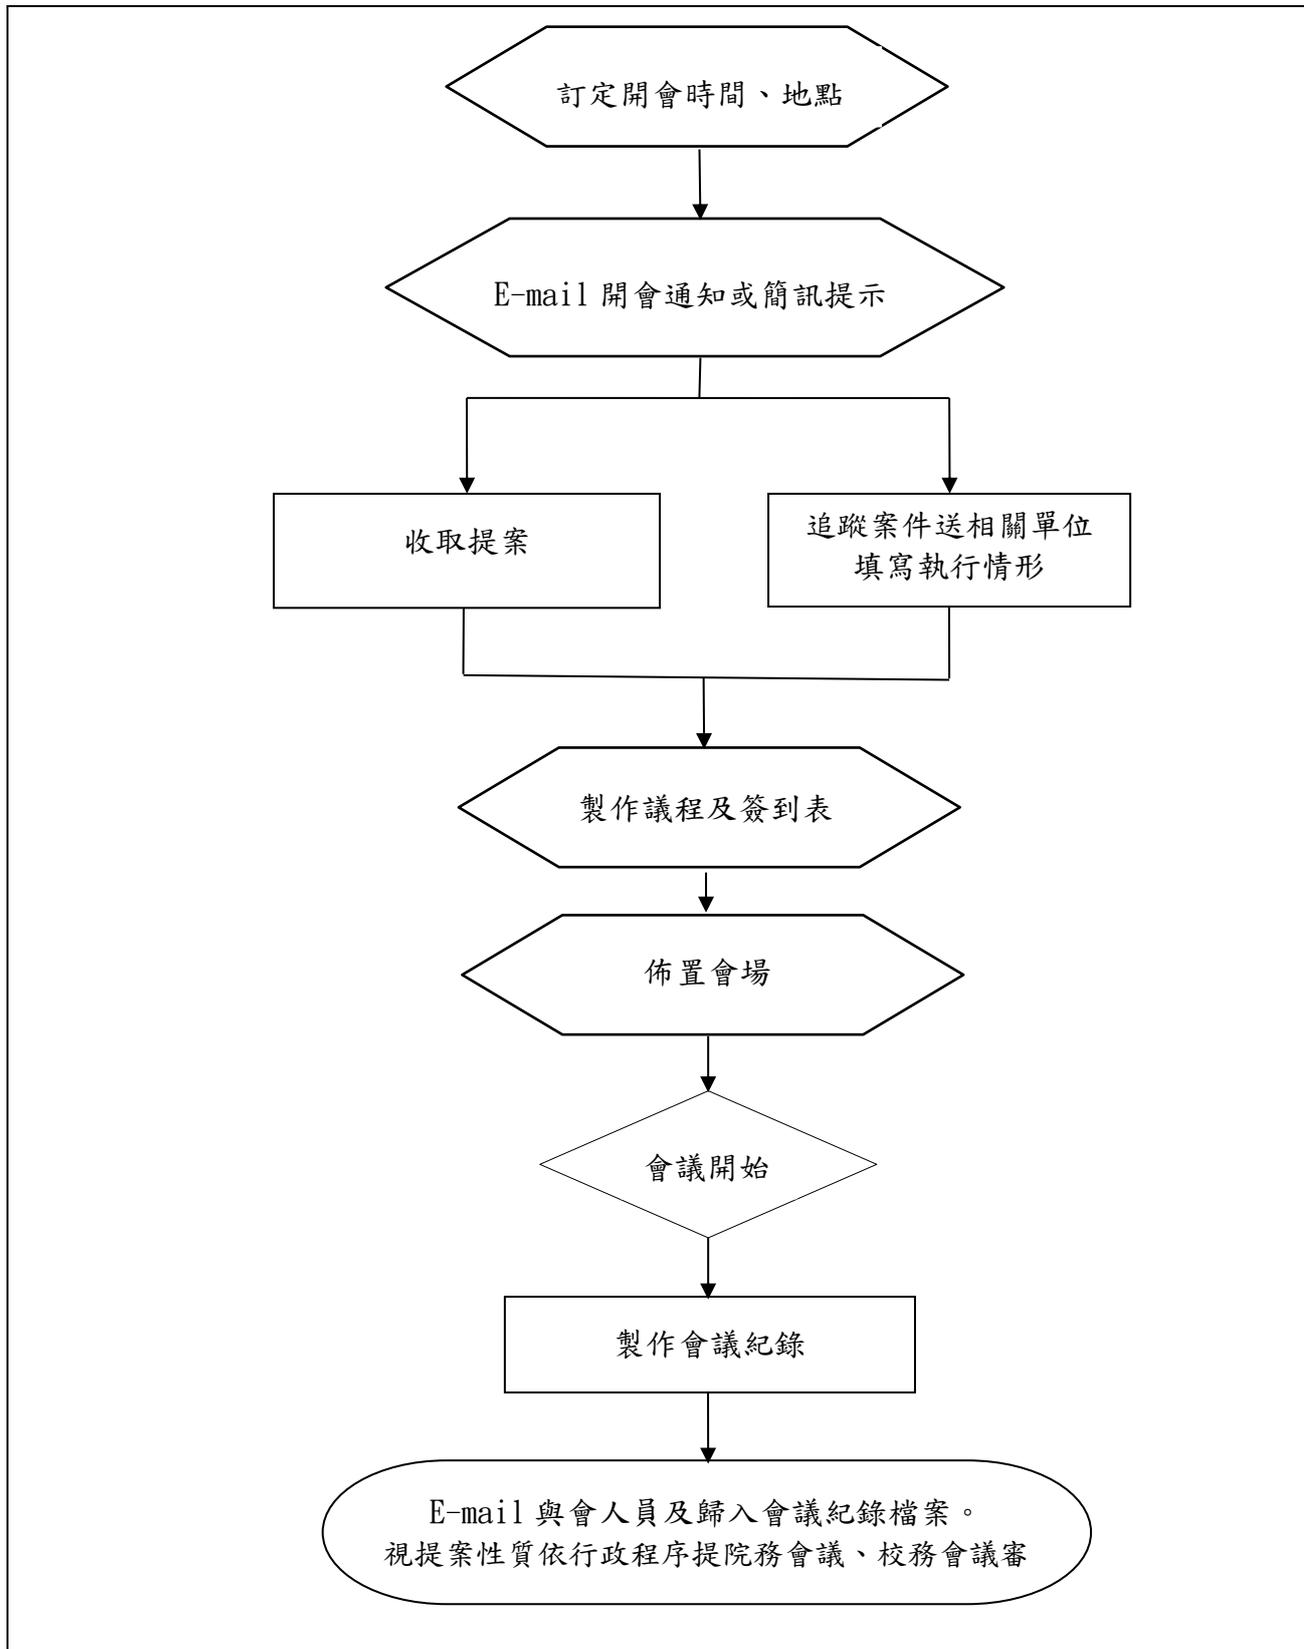 訂定開會時間、地點
E-mail 開會通知或簡訊提示
收取提案
追蹤案件送相關單位
填寫執行情形
製作議程及簽到表
佈置會場
會議開始
製作會議紀錄
E-mail 與會人員及歸入會議紀錄檔案。
視提案性質依行政程序提院務會議、校務會議審